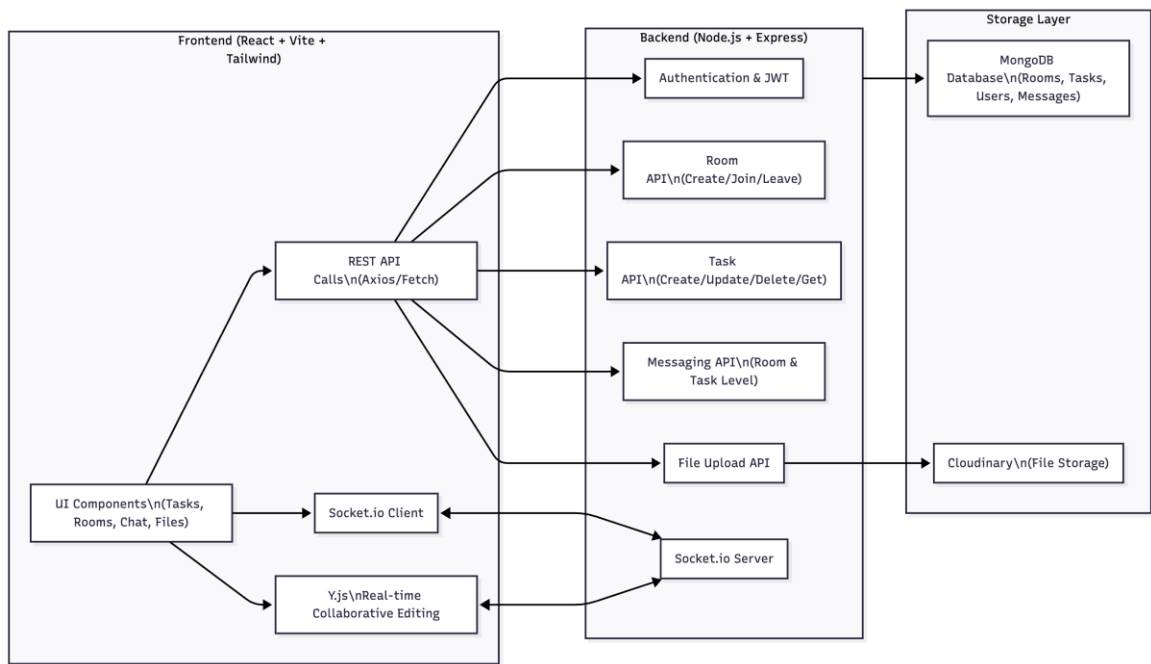 Frontend (React + Vite +
Tailwind)
UI Components\n(Tasks,
Rooms, Chat, Files)
REST API
Calls\n(Axios/Fetch)
Socket.io Client
Y.js\nReal-time
Collaborative Editing
Backend (Node.js + Express)
Authentication & JWT
Room
API\n(Create/Join/Leave)
Task
API\n(Create/Update/Delete/Get)
Messaging API\n(Room &
Task Level)
File Upload API
Socket.io Server
Storage Layer
MongoDB
Database\n(Rooms, Tasks,
Users, Messages)
Cloudinary\n(File Storage)